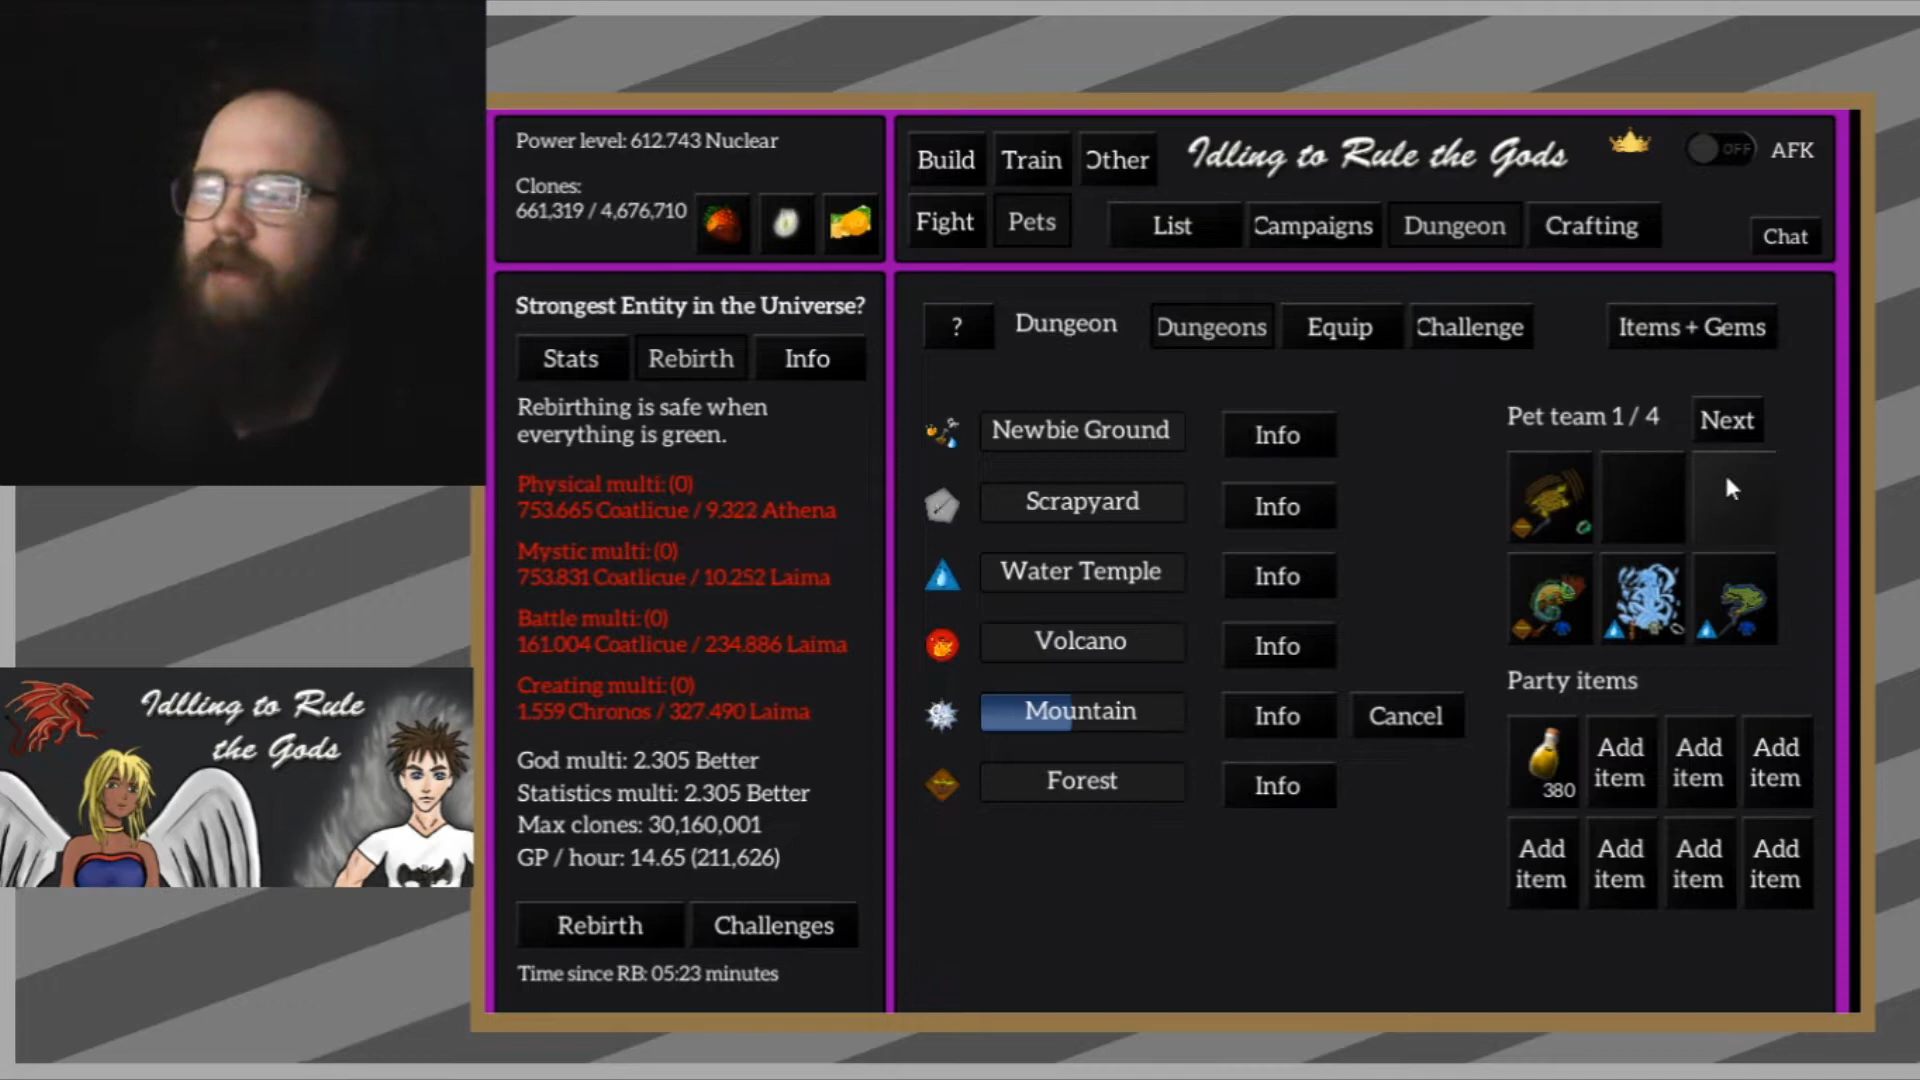 Power level: 612.743 Nuclear
Clones:
661,319 / 4,676,710
Build
Train
Other
Idling to Rule the Gods
OFF
AFK
Fight
Pets
List
Campaigns
Dungeon
Crafting
Chat
Strongest Entity in the Universe?
Stats
Rebirth
Info
Rebirthing is safe when
everything is green.
Physical multi: (0)
753.665 Coatlicue / 9.322 Athena
Mystic multi: (0)
753.831 Coatlicue / 10.252 Laima
Battle multi: (0)
161.004 Coatlicue / 234.886 Laima
Creating multi: (0)
1.559 Chronos / 327.490 Laima
God multi: 2.305 Better
Statistics multi: 2.305 Better
Max clones: 30,160,001
GP / hour: 14.65 (211,626)
Rebirth
Challenges
Time since RB: 05:23 minutes
?
Dungeon
Dungeons
Equip
Challenge
Items + Gems
Newbie Ground
Info
Scrapyard
Info
Water Temple
Info
Volcano
Info
Mountain
Info
Cancel
Forest
Info
Pet team 1 / 4
Next
Party items
380
Add
item
Add
item
Add
item
Add
item
Add
item
Add
item
Add
item
Idlling to Rule
the Gods